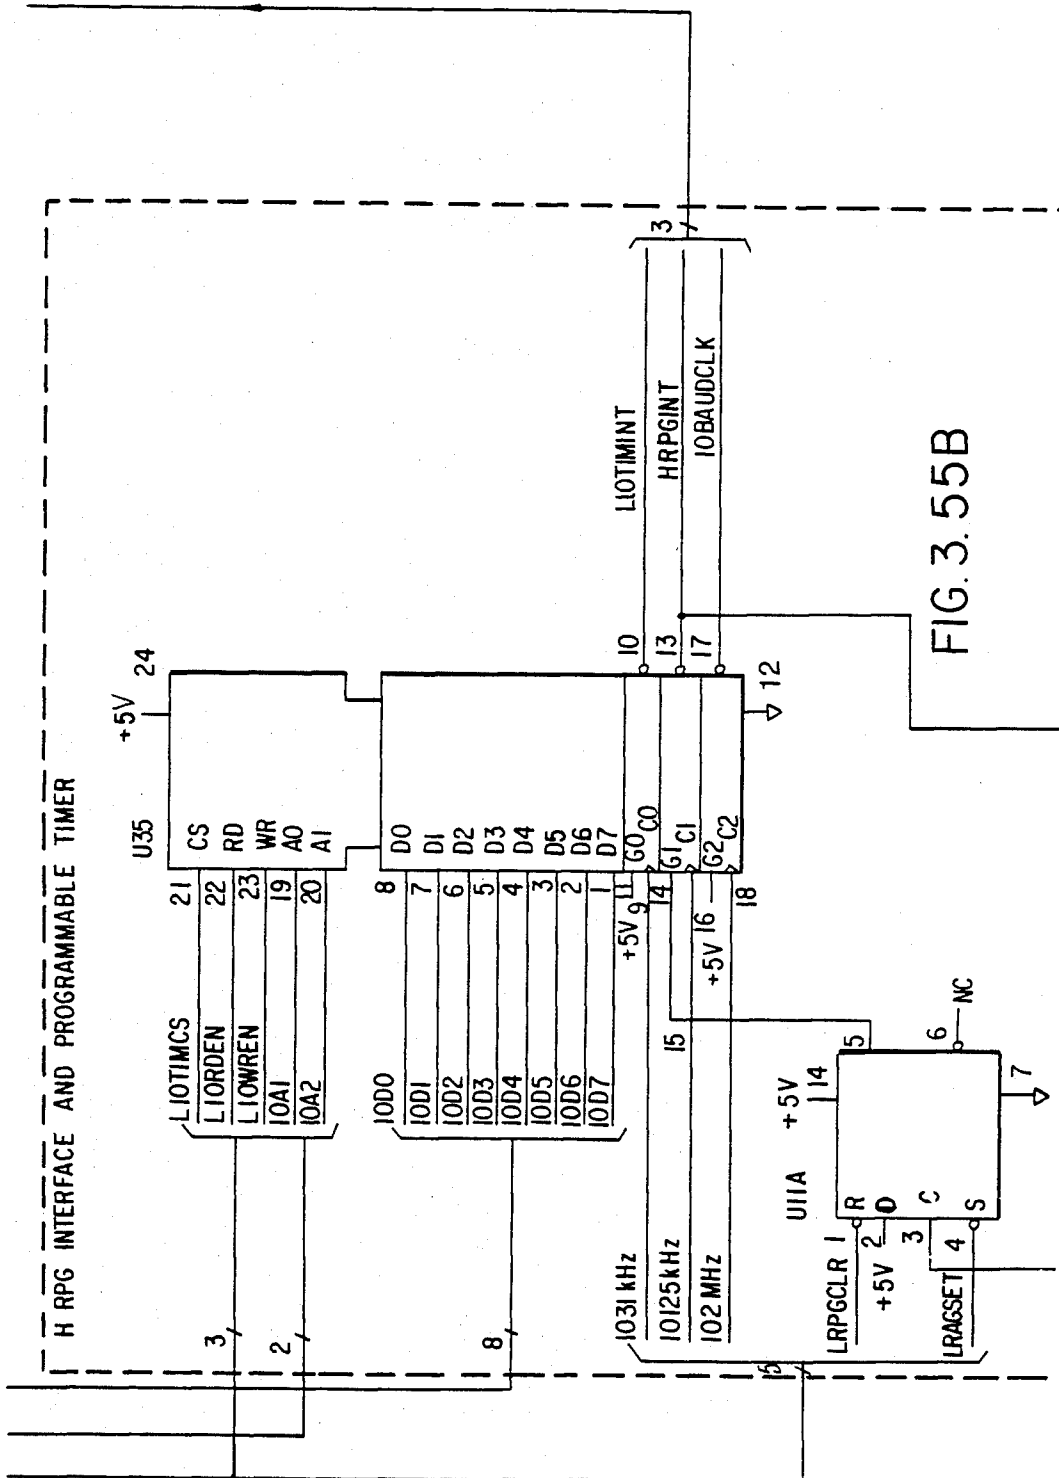 H RPG INTERFACE AND PROGRAMMABLE TIMER
+5V
U35
24
LIOTIMCS 21 CS
LIORDEN 22 RD
LIOWREN 23 WR
IOA1 19 A0
IOA2 20 A1
3
2
IOD0 8 D0
IOD1 7 D1
IOD2 6 D2
IOD3 5 D3
IOD4 4 D4
IOD5 3 D5
IOD6 2 D6
IOD7 1 D7
8
+5V 11 G0
IO31 kHz 9 C0
14 G1
IO125kHz 15 C1
+5V 16 G2
IO2 MHz 18 C2
10 LIOTIMINT
13 HRPGINT
17 IOBAUDCLK
3
12
5
U11A
+5V 14
LRPGCLR 1 R
+5V 2 D
3 C
LRAGSET 4 S
5
6 NC
7
FIG. 3.55B